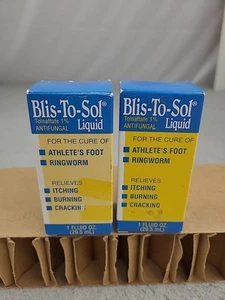 Blis-To-Sol®
Tolnaftate 1%
ANTIFUNGAL Liquid
FOR THE CURE OF
ATHLETE'S FOOT
RINGWORM
RELIEVES
ITCHING
BURNING
CRACKING
1 FLUID OZ
(29.5 mL)
Blis-To-Sol®
Tolnaftate 1%
ANTIFUNGAL Liquid
FOR THE CURE OF
ATHLETE'S FOOT
RINGWORM
RELIEVES
ITCHING
BURNING
CRACKING
1 FLUID OZ
(29.5 mL)